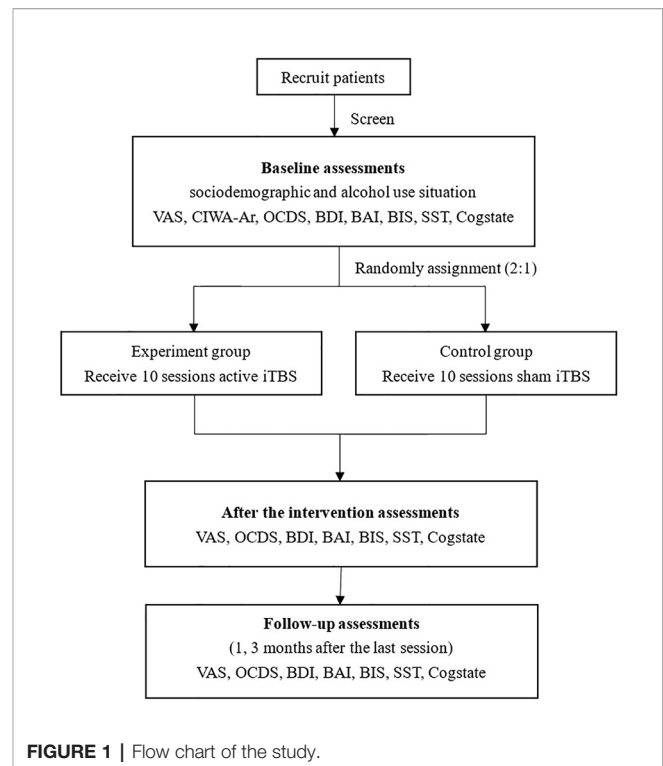 Recruit patients
Screen
Baseline assessments
sociodemographic and alcohol use situation
VAS, CIWA-Ar, OCDS, BDI, BAI, BIS, SST, Cogstate
Randomly assignment (2:1)
Experiment group
Receive 10 sessions active iTBS
Control group
Receive 10 sessions sham iTBS
After the intervention assessments
VAS, OCDS, BDI, BAI, BIS, SST, Cogstate
Follow-up assessments
(1, 3 months after the last session)
VAS, OCDS, BDI, BAI, BIS, SST, Cogstate
FIGURE 1 | Flow chart of the study.